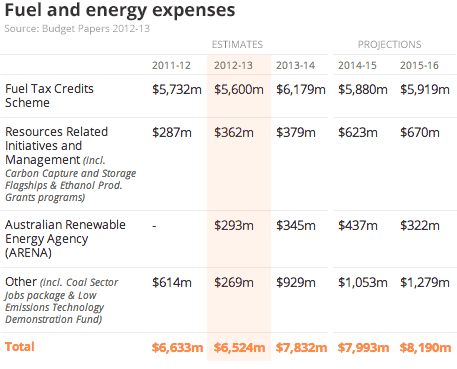 Fuel and energy expenses
Source: Budget Papers 2012-13
ESTIMATES PROJECTIONS
2011-12 2012-13 2013-14 2014-15 2015-16
Fuel Tax Credits $5,732m $5,600m $6,179m $5,880m $5,919m
Scheme
Resources Related $287m $362m $379m $623m $670m
Initiatives and
Management (incl.
Carbon Capture and Storage
Flagships & Ethanol Prod.
Grants programs)
Australian Renewable - $293m $345m $437m $322m
Energy Agency
(ARENA)
Other (incl. Coal Sector $614m $269m $929m $1,053m $1,279m
Jobs package & Low
Emissions Technology
Demonstration Fund)
Total $6,633m $6,524m $7,832m $7,993m $8,190m